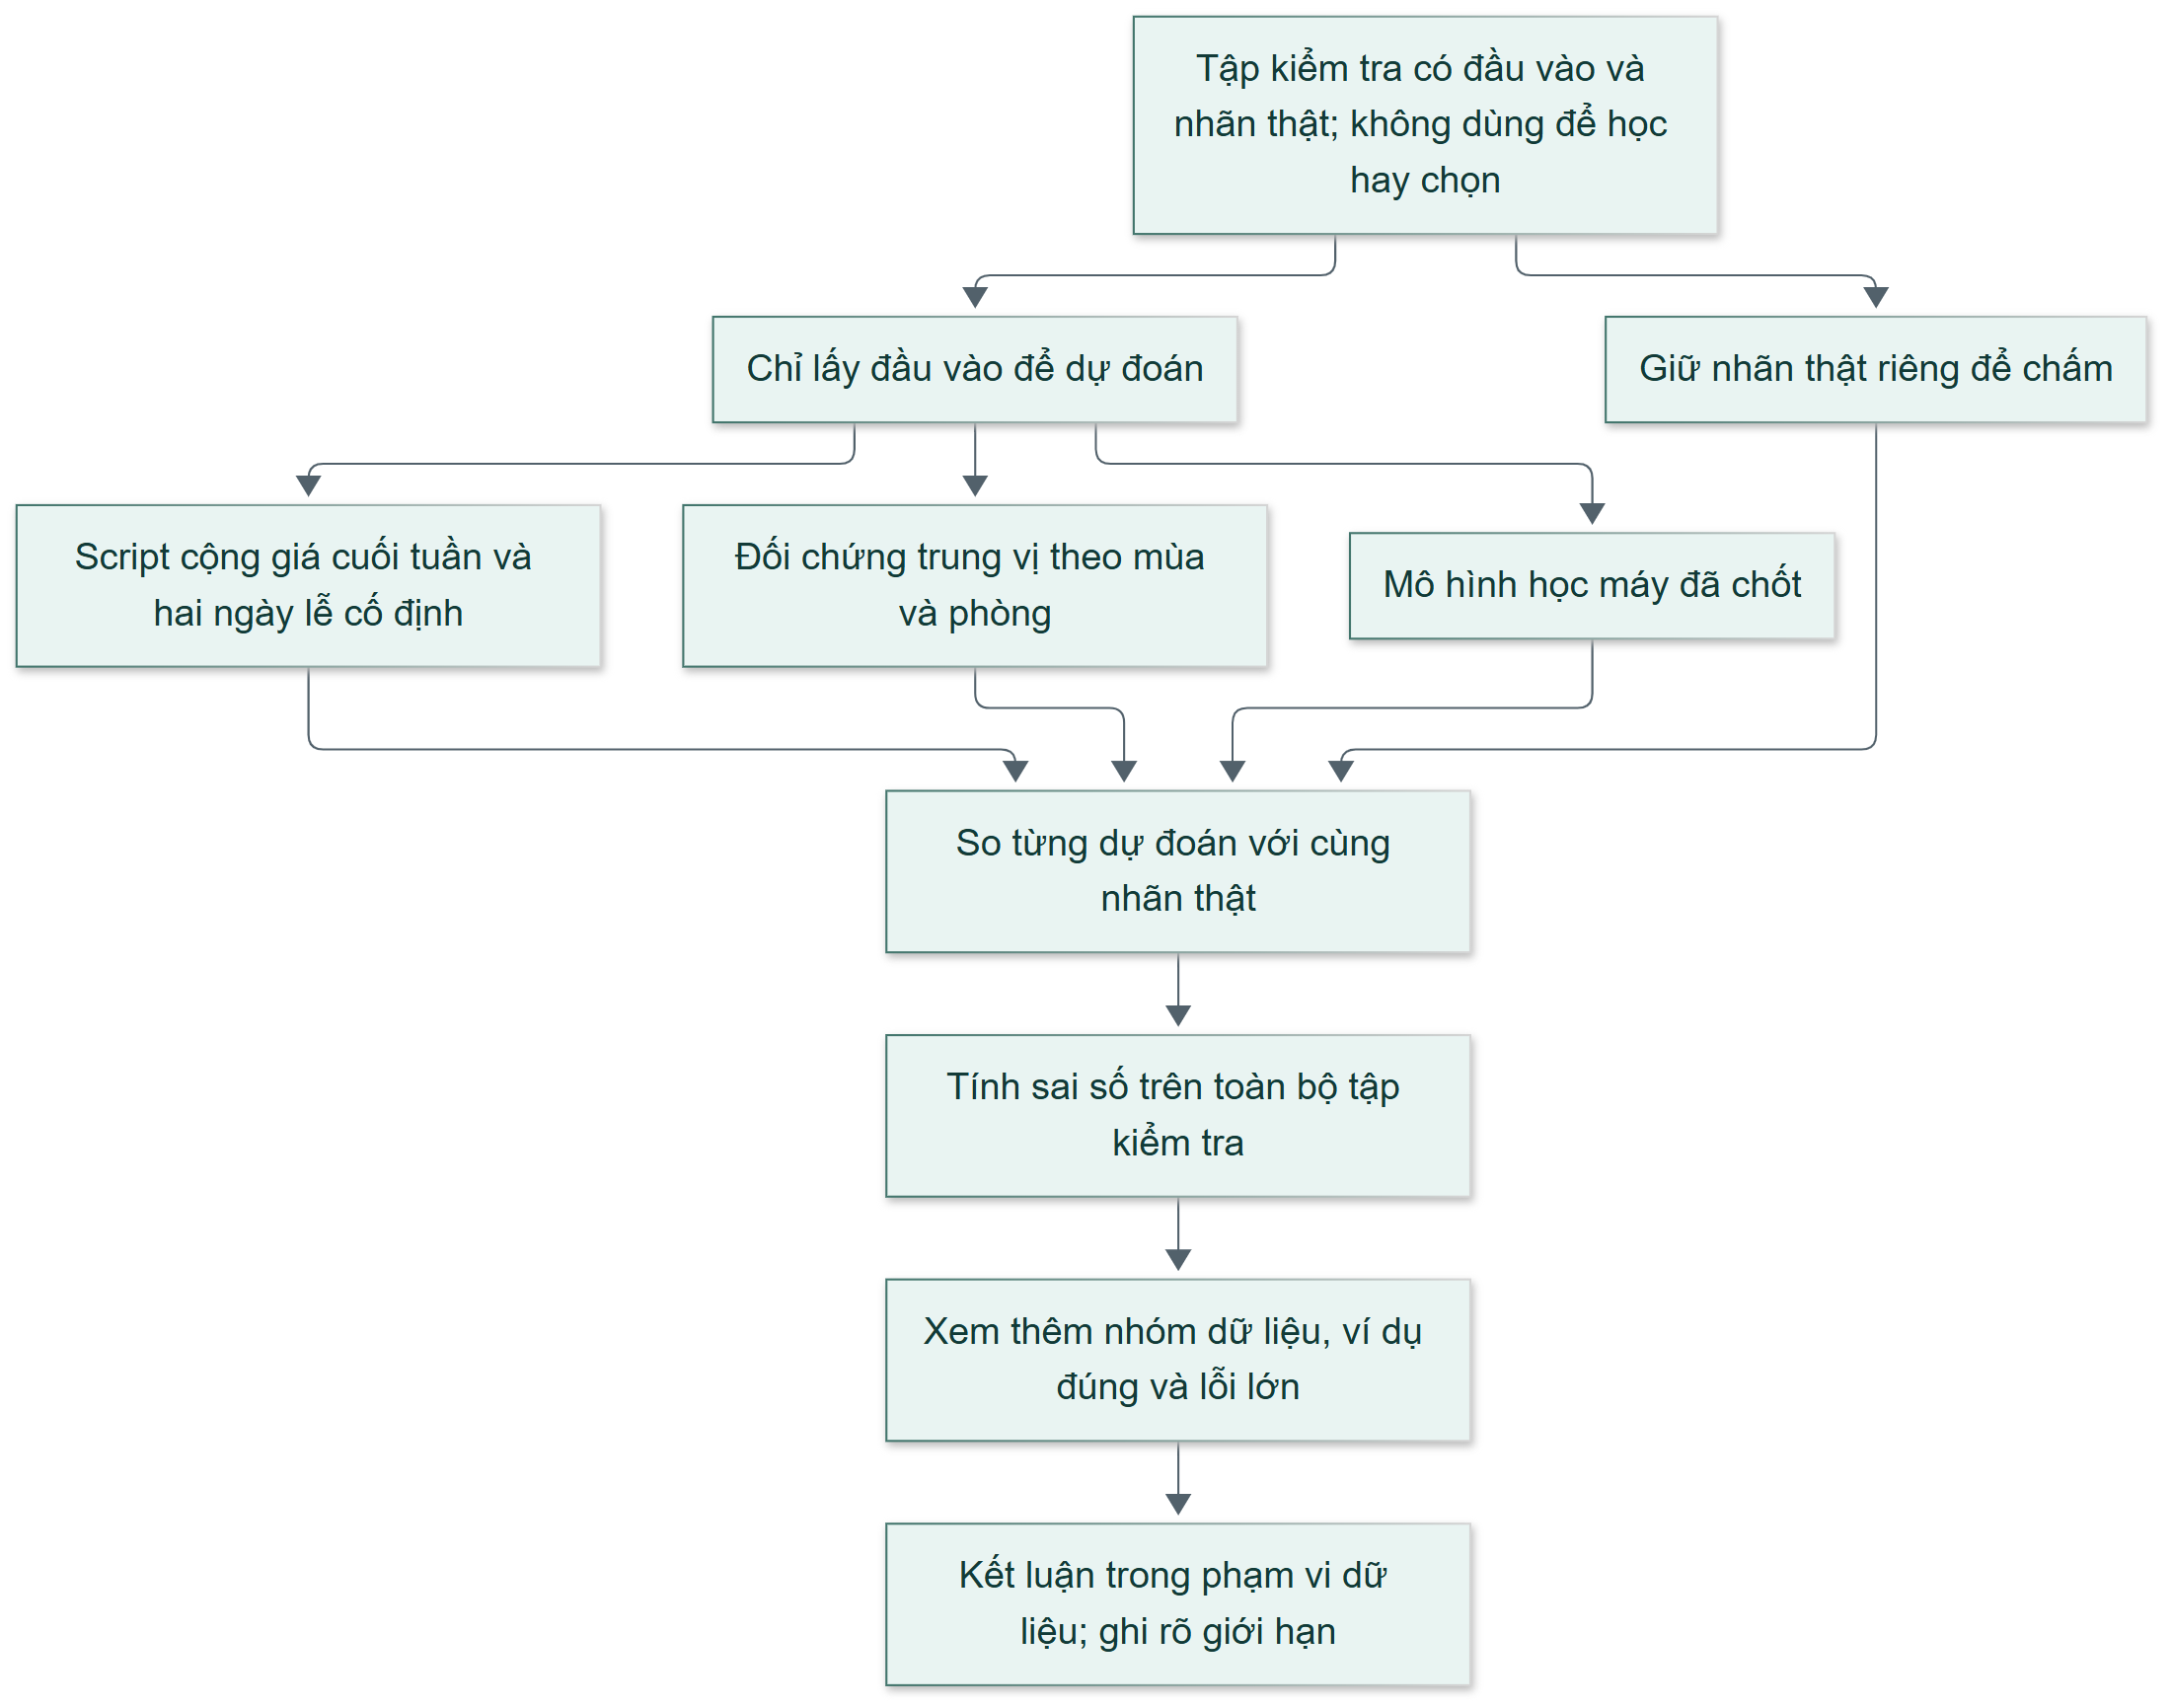 Tập kiểm tra có đầu vào và
nhãn thật; không dùng để học
hay chọn
Chỉ lấy đầu vào để dự đoán
Giữ nhãn thật riêng để chấm
Script cộng giá cuối tuần và
hai ngày lễ cố định
Đối chứng trung vị theo mùa
và phòng
Mô hình học máy đã chốt
So từng dự đoán với cùng
nhãn thật
Tính sai số trên toàn bộ tập
kiểm tra
Xem thêm nhóm dữ liệu, ví dụ
đúng và lỗi lớn
Kết luận trong phạm vi dữ
liệu; ghi rõ giới hạn